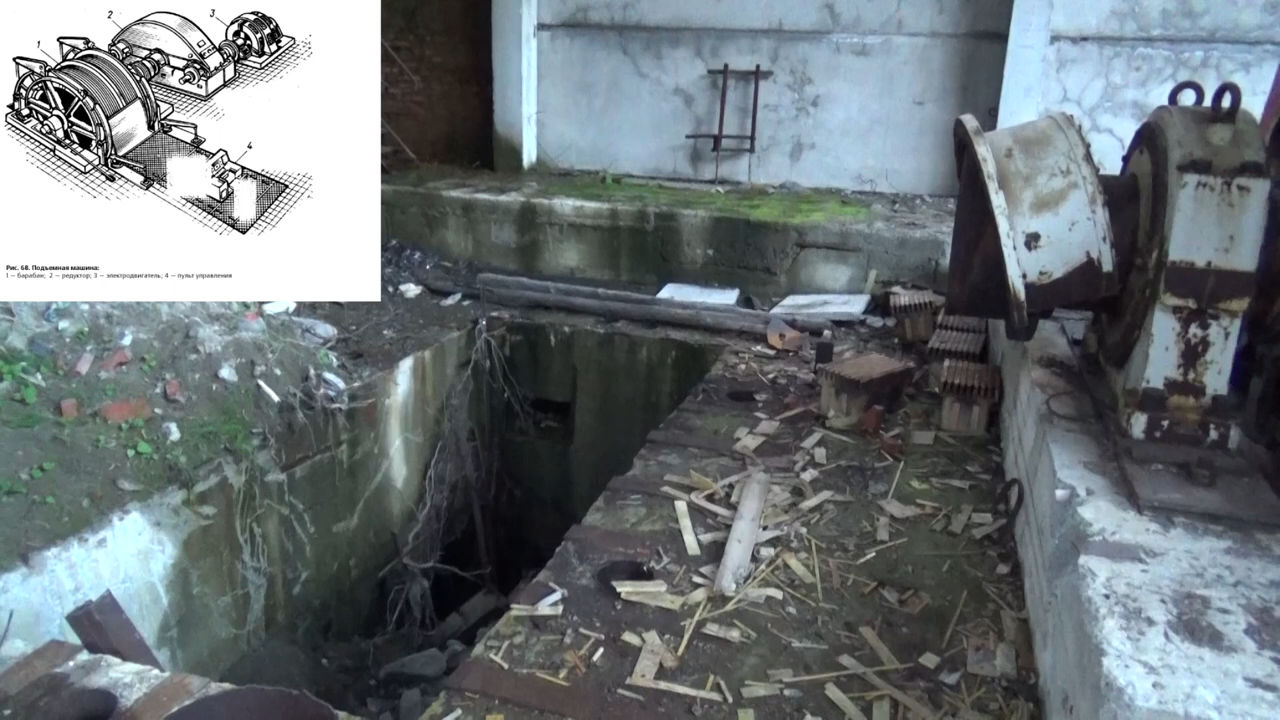 1
2
3
4
Рис. 68. Подъемная машина:
1 — барабан; 2 — редуктор; 3 — электродвигатель; 4 — пульт управления